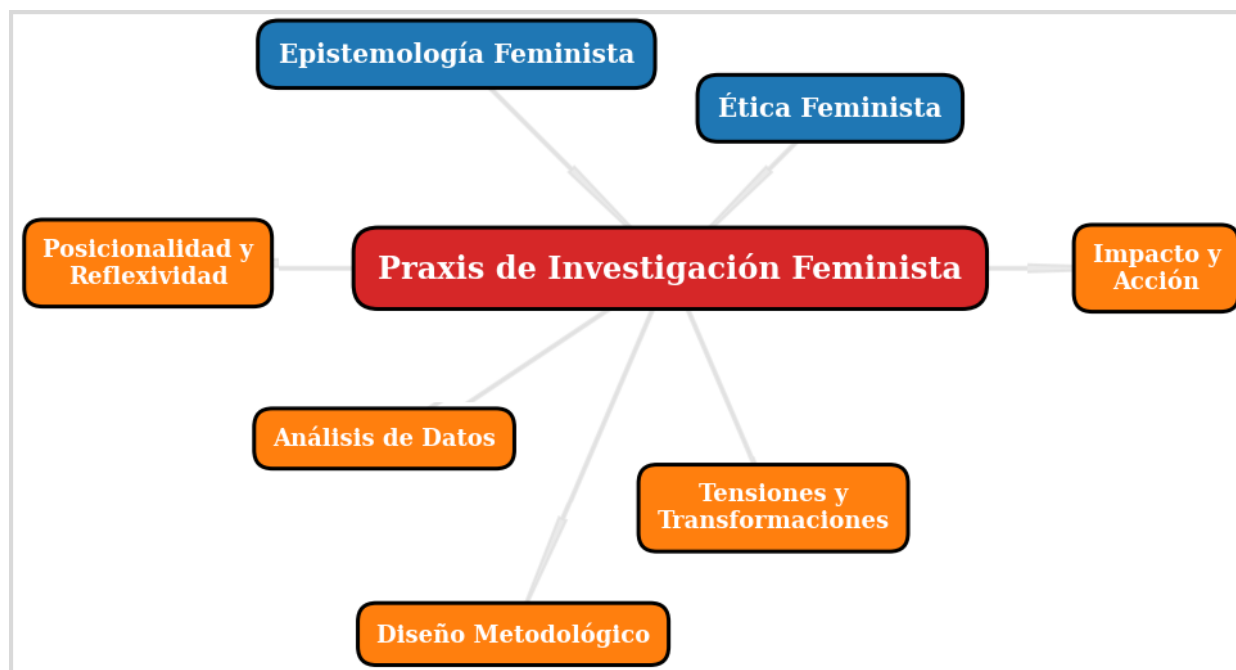 Epistemología Feminista
Ética Feminista
Posicionalidad y
Reflexividad
Praxis de Investigación Feminista
Impacto y
Acción
Análisis de Datos
Tensiones y
Transformaciones
Diseño Metodológico